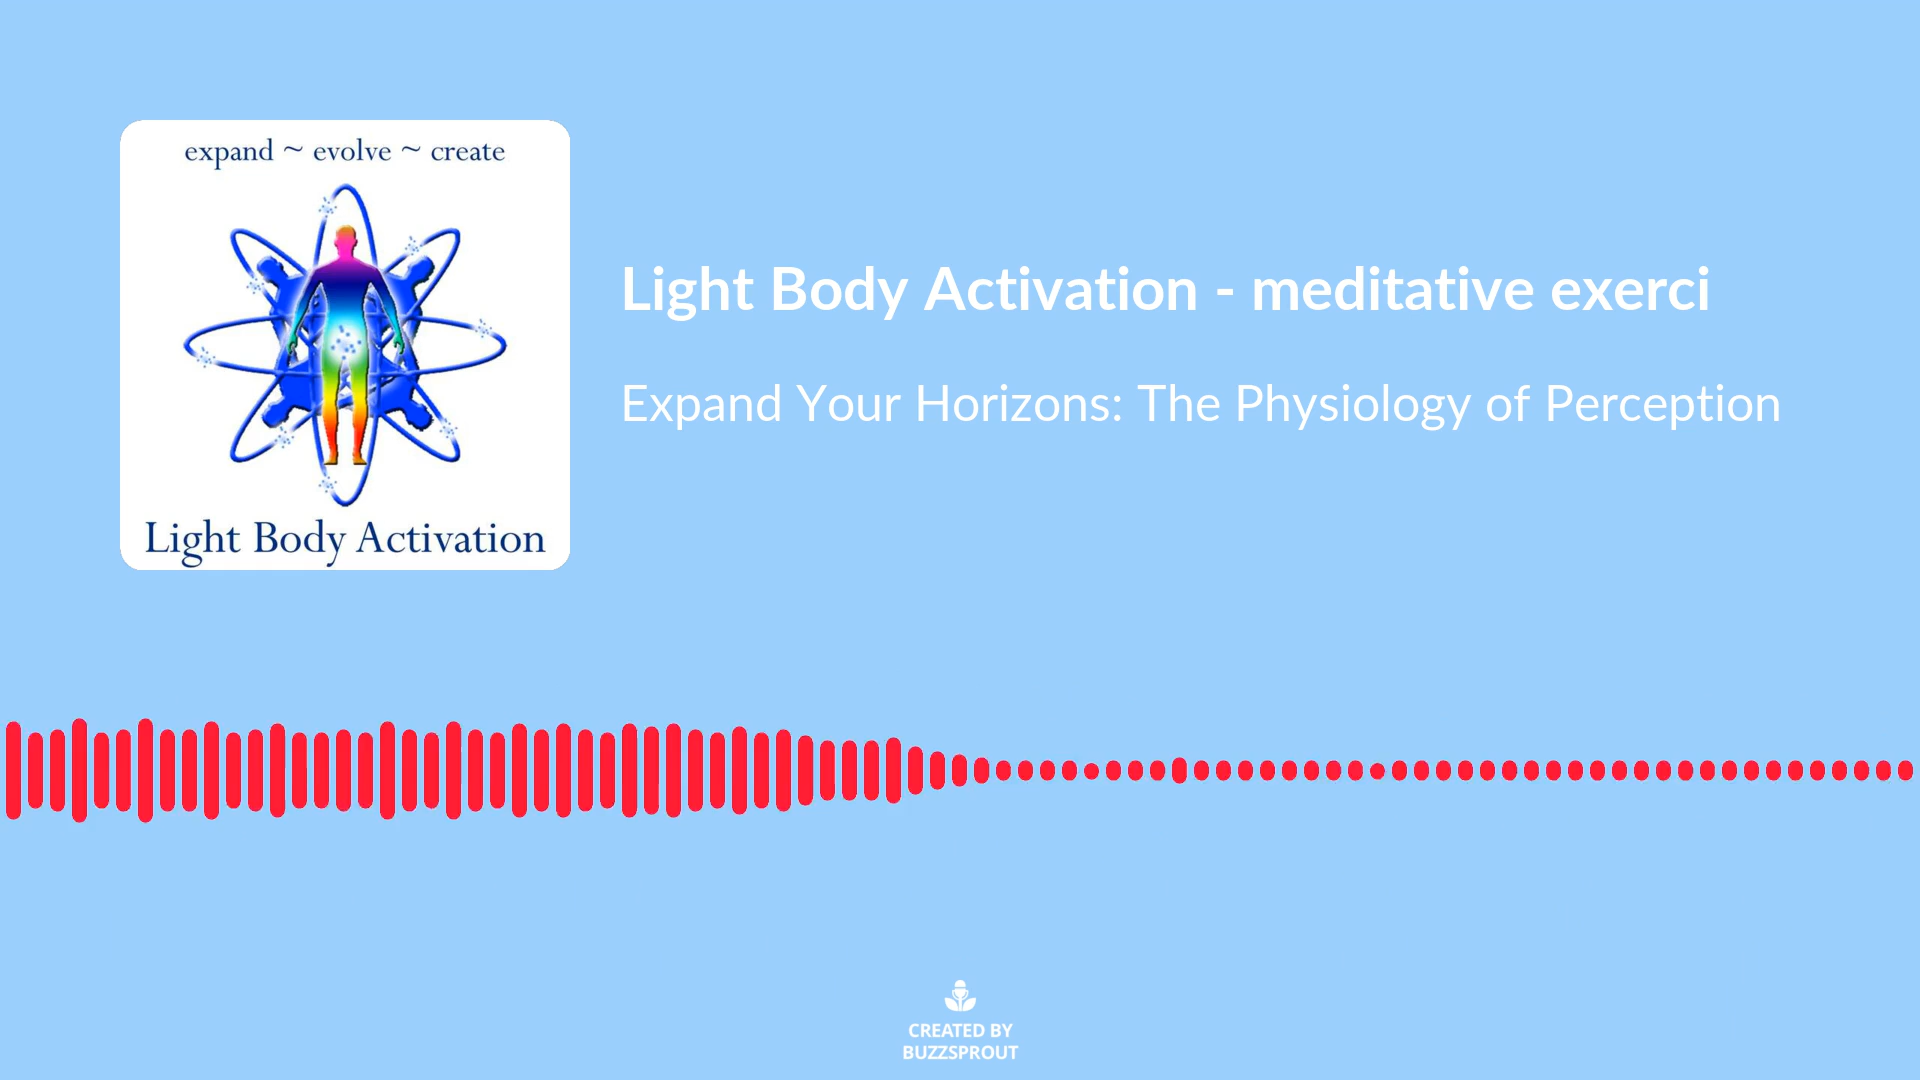 expand ~ evolve ~ create
Light Body Activation
Light Body Activation - meditative exerci
Expand Your Horizons: The Physiology of Perception
CREATED BY
BUZZSPROUT